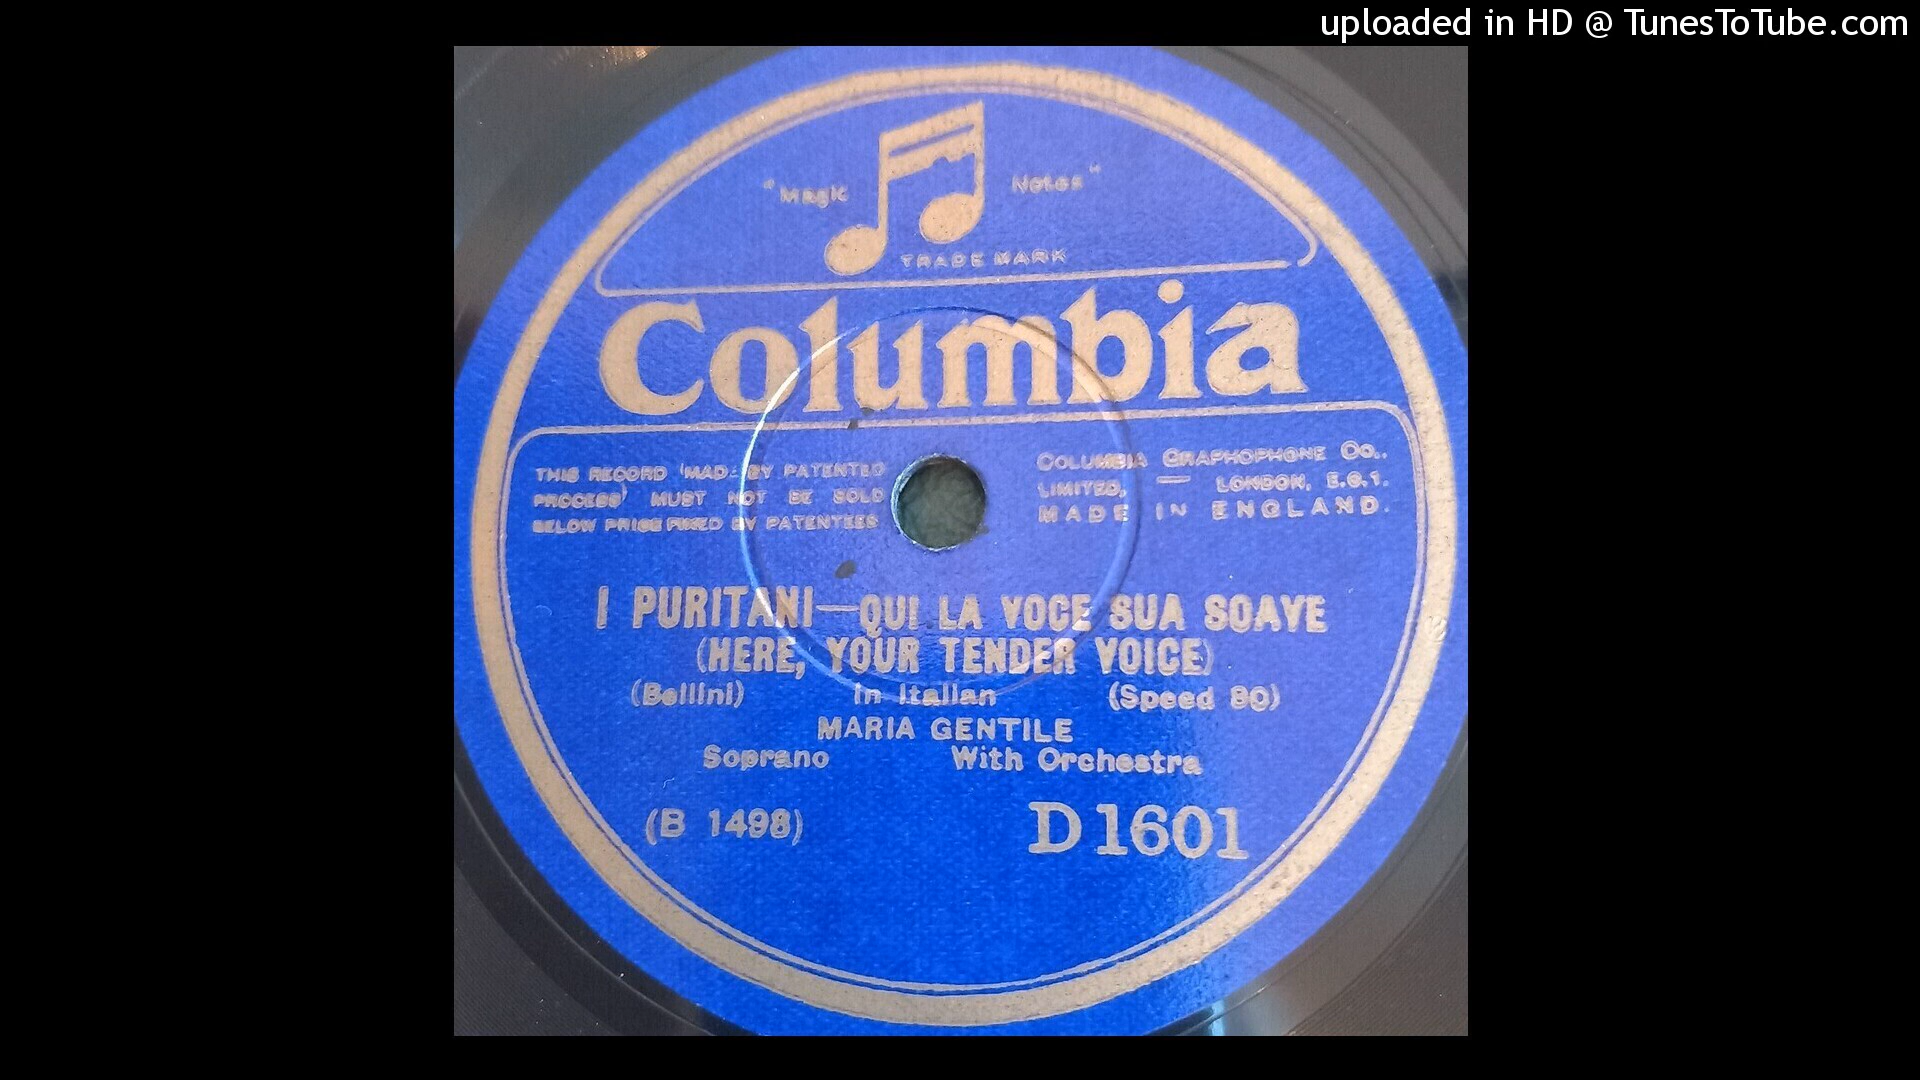 uploaded in HD @ TunesToTube.com
"Magic Notes"
TRADE MARK
Columbia
THIS RECORD 'MADE BY PATENTED
PROCESS' MUST NOT BE SOLD
BELOW PRICE FIXED BY PATENTEES
COLUMBIA GRAPHOPHONE CO.,
LIMITED, — LONDON, E.C.1.
MADE IN ENGLAND.
I PURITANI—QUI LA VOCE SUA SOAVE
(HERE, YOUR TENDER VOICE)
(Bellini) In Italian (Speed 80)
MARIA GENTILE
Soprano With Orchestra
(B 1498) D1601